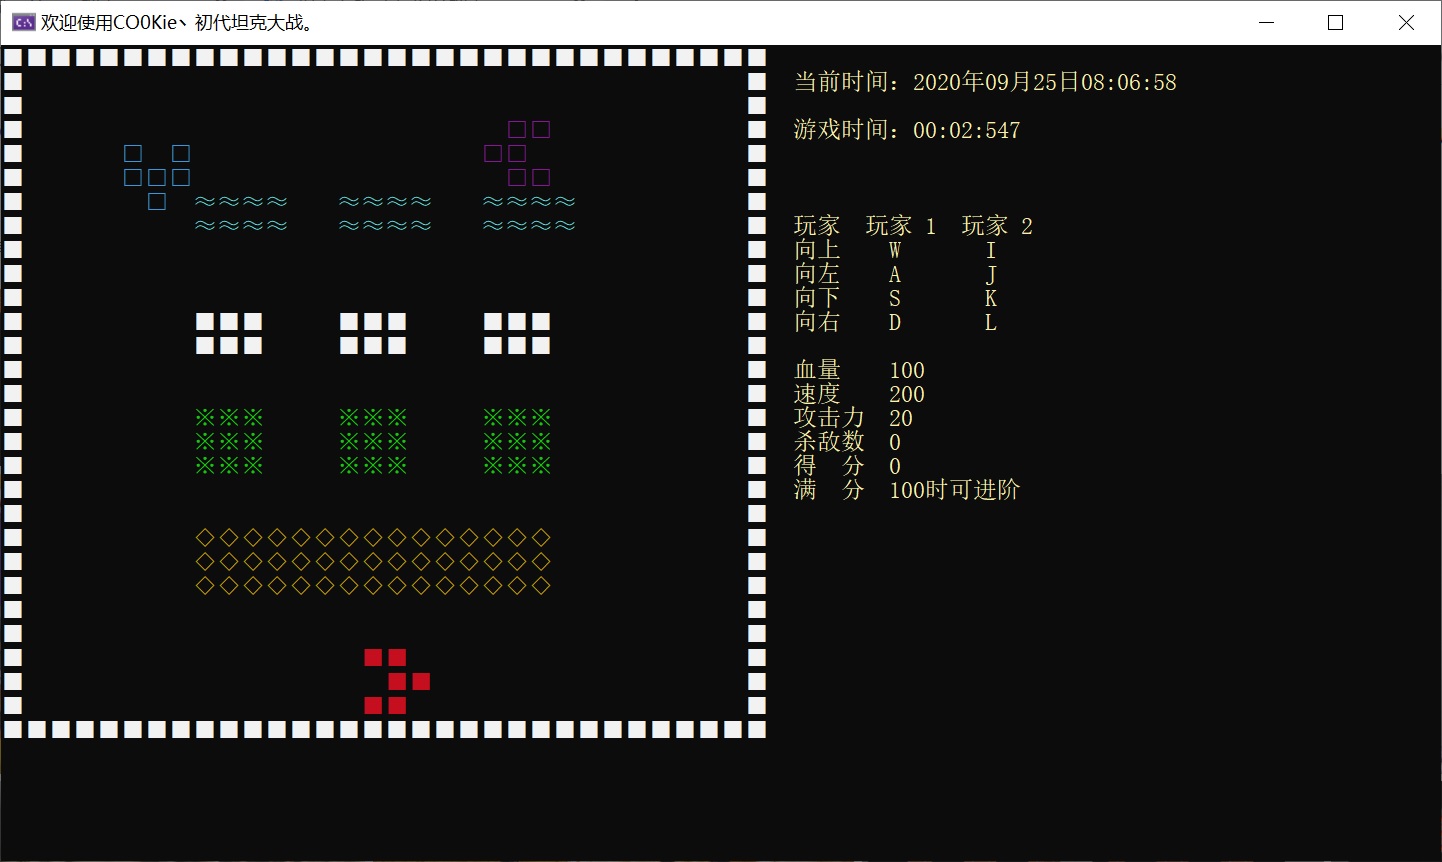 欢迎使用CO0Kie丶初代坦克大战。
当前时间：2020年09月25日08:06:58
游戏时间：00:02:547
玩家 玩家 1 玩家 2
向上 W I
向左 A J
向下 S K
向右 D L
血量 100
速度 200
攻击力 20
杀敌数 0
得 分 0
满 分 100时可进阶